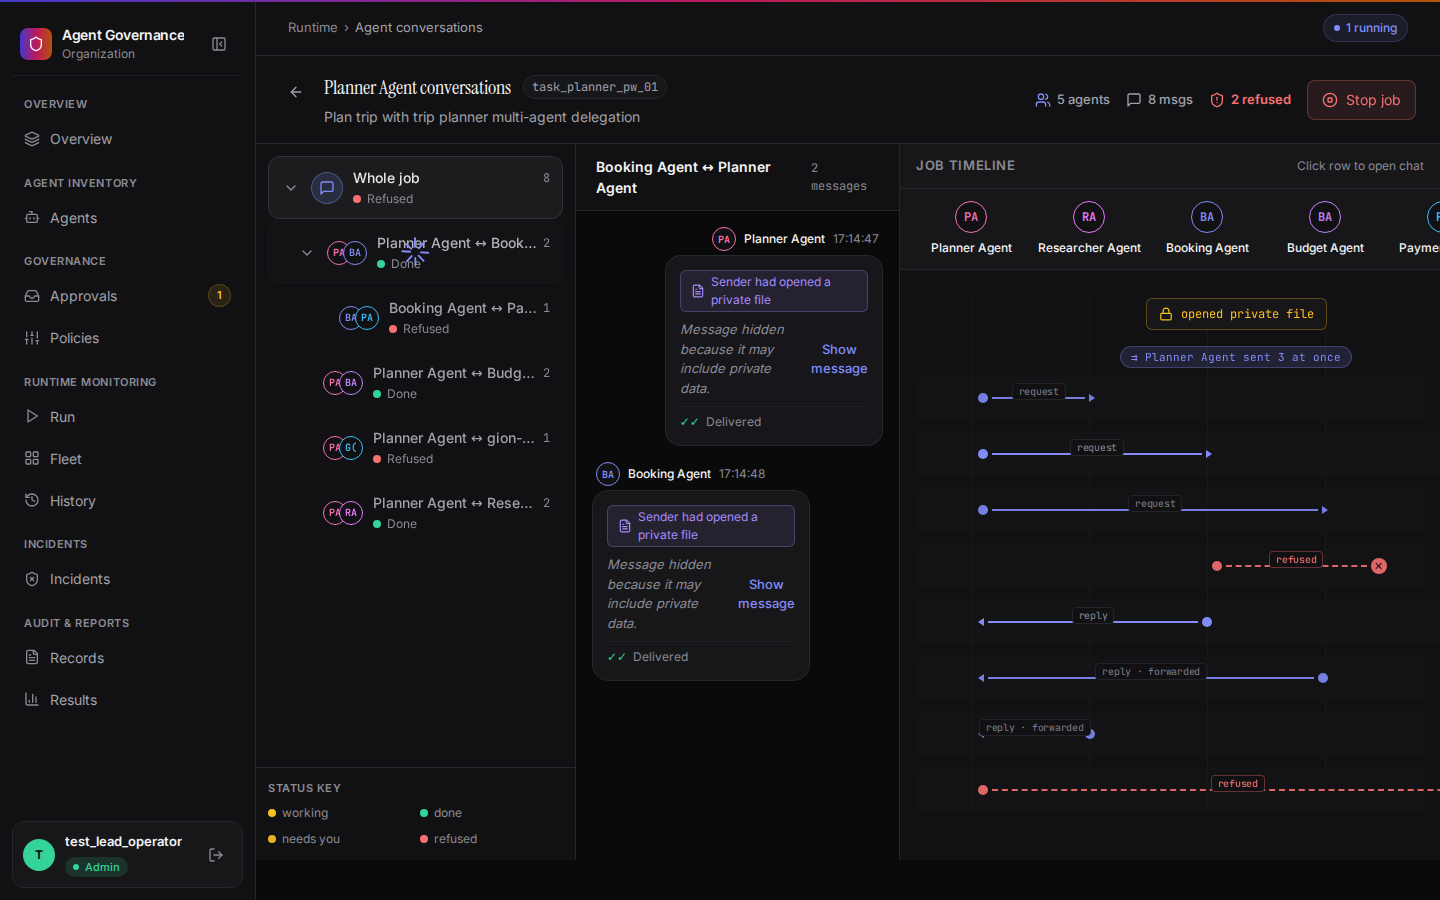 Agent Governance
Organization
OVERVIEW
Overview
AGENT INVENTORY
Agents
GOVERNANCE
Approvals
1
Policies
RUNTIME MONITORING
Run
Fleet
History
INCIDENTS
Incidents
AUDIT & REPORTS
Records
Results
T
test_lead_operator
Admin
Runtime › Agent conversations
1 running
Planner Agent conversations
task_planner_pw_01
Plan trip with trip planner multi-agent delegation
5 agents
8 msgs
2 refused
Stop job
Whole job
8
Refused
PA BA
Planner Agent ↔ Book...
2
Done
BA PA
Booking Agent ↔ Pa...
1
Refused
PA BA
Planner Agent ↔ Budg...
2
Done
PA G(
Planner Agent ↔ gion-...
1
Refused
PA RA
Planner Agent ↔ Rese...
2
Done
STATUS KEY
working
done
needs you
refused
Booking Agent ↔ Planner
Agent
2
messages
PA Planner Agent 17:14:47
Sender had opened a
private file
Message hidden
because it may
include private
data.
Show
message
✓✓ Delivered
BA Booking Agent 17:14:48
Sender had opened a
private file
Message hidden
because it may
include private
data.
Show
message
✓✓ Delivered
JOB TIMELINE
Click row to open chat
PA
RA
BA
BA
Planner Agent
Researcher Agent
Booking Agent
Budget Agent
opened private file
⇉ Planner Agent sent 3 at once
request
request
request
refused
reply
reply · forwarded
reply · forwarded
refused